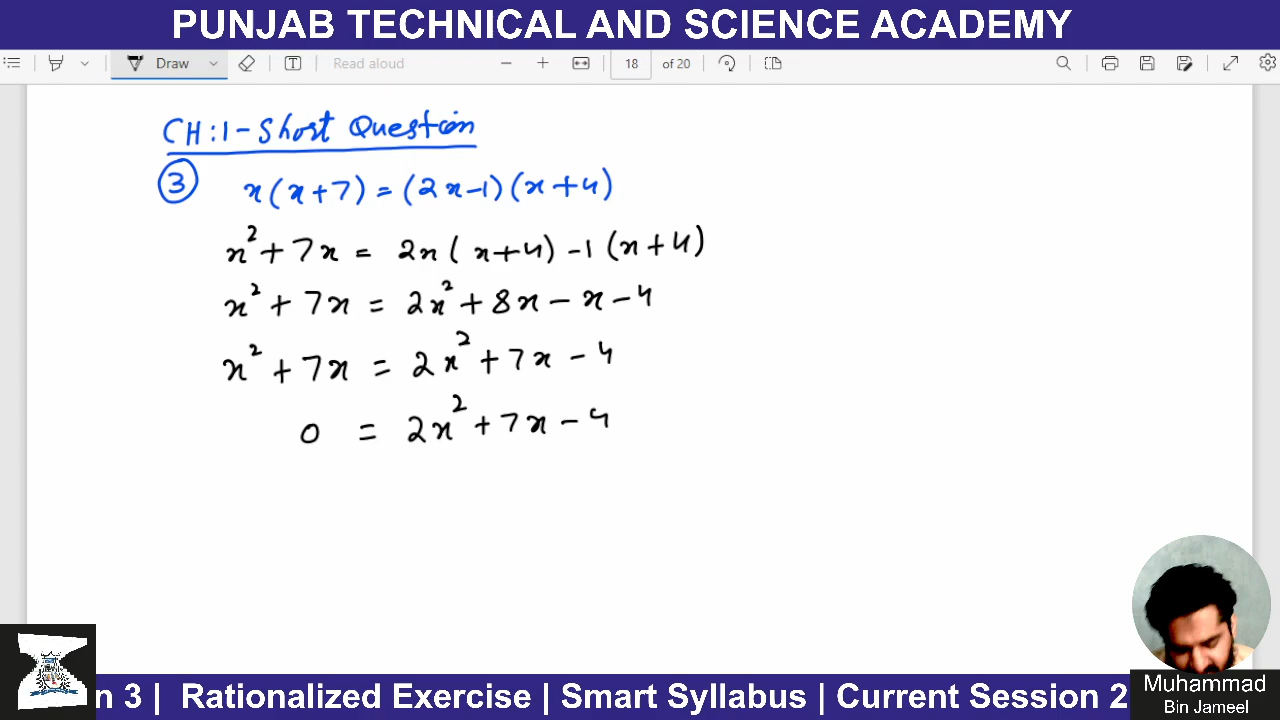 PUNJAB TECHNICAL AND SCIENCE ACADEMY
Draw Read aloud 18 of 20
CH:1-Short Question
3 x(x+7)=(2x-1)(x+4)
x²+7x = 2x(x+4)-1(x+4)
x²+7x = 2x²+8x-x-4
x²+7x = 2x²+7x-4
0 = 2x²+7x-4
n 3 | Rationalized Exercise | Smart Syllabus | Current Session 2
Muhammad
Bin Jameel